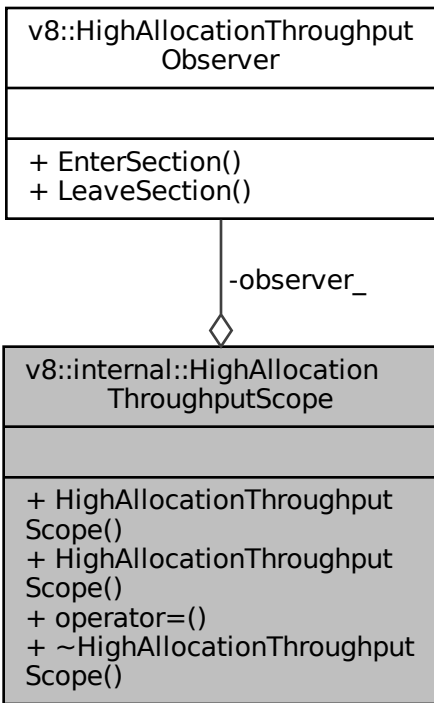 v8::HighAllocationThroughput
Observer
+ EnterSection()
+ LeaveSection()
-observer_
v8::internal::HighAllocation
ThroughputScope
+ HighAllocationThroughput
Scope()
+ HighAllocationThroughput
Scope()
+ operator=()
+ ~HighAllocationThroughput
Scope()